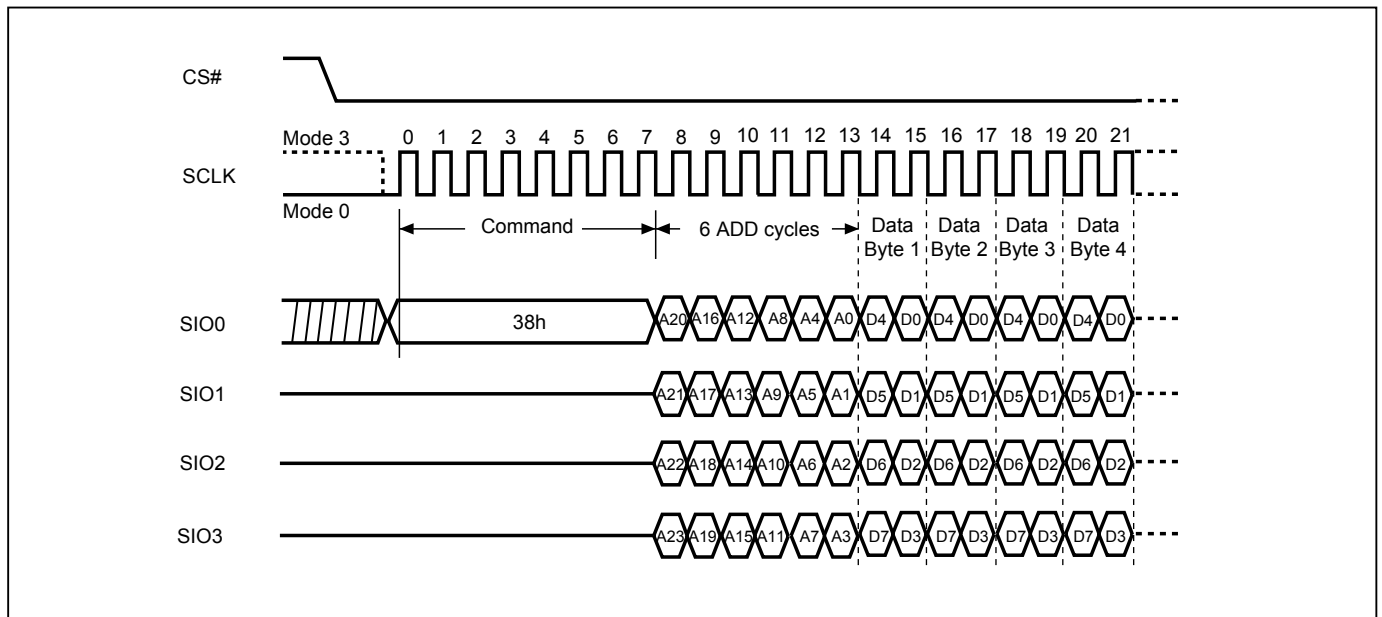 CS#
Mode 3
0 1 2 3 4 5 6 7 8 9 10 11 12 13 14 15 16 17 18 19 20 21
SCLK
Mode 0
Command
6 ADD cycles
Data Byte 1
Data Byte 2
Data Byte 3
Data Byte 4
SIO0
38h
A20 A16 A12 A8 A4 A0 D4 D0 D4 D0 D4 D0 D4 D0
SIO1
A21 A17 A13 A9 A5 A1 D5 D1 D5 D1 D5 D1 D5 D1
SIO2
A22 A18 A14 A10 A6 A2 D6 D2 D6 D2 D6 D2 D6 D2
SIO3
A23 A19 A15 A11 A7 A3 D7 D3 D7 D3 D7 D3 D7 D3